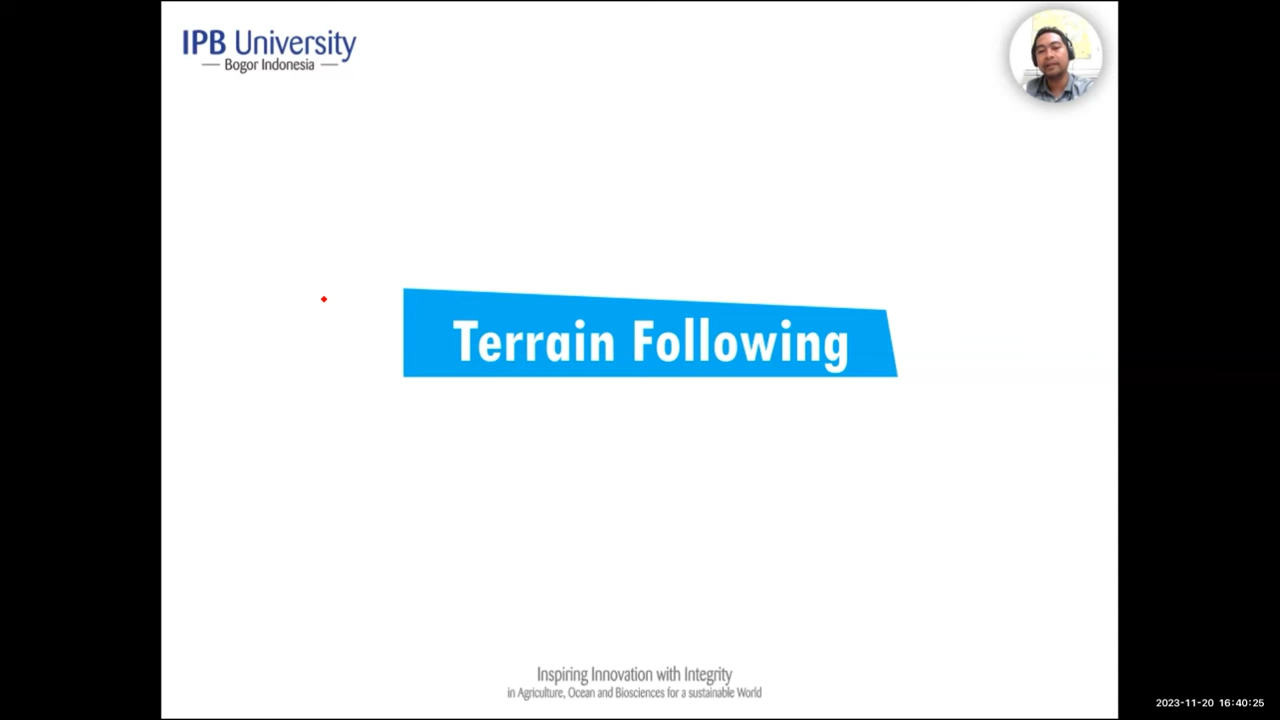 IPB University
Bogor Indonesia
Terrain Following
Inspiring Innovation with Integrity
in Agriculture, Ocean and Biosciences for a sustainable World
2023-11-20 16:40:25